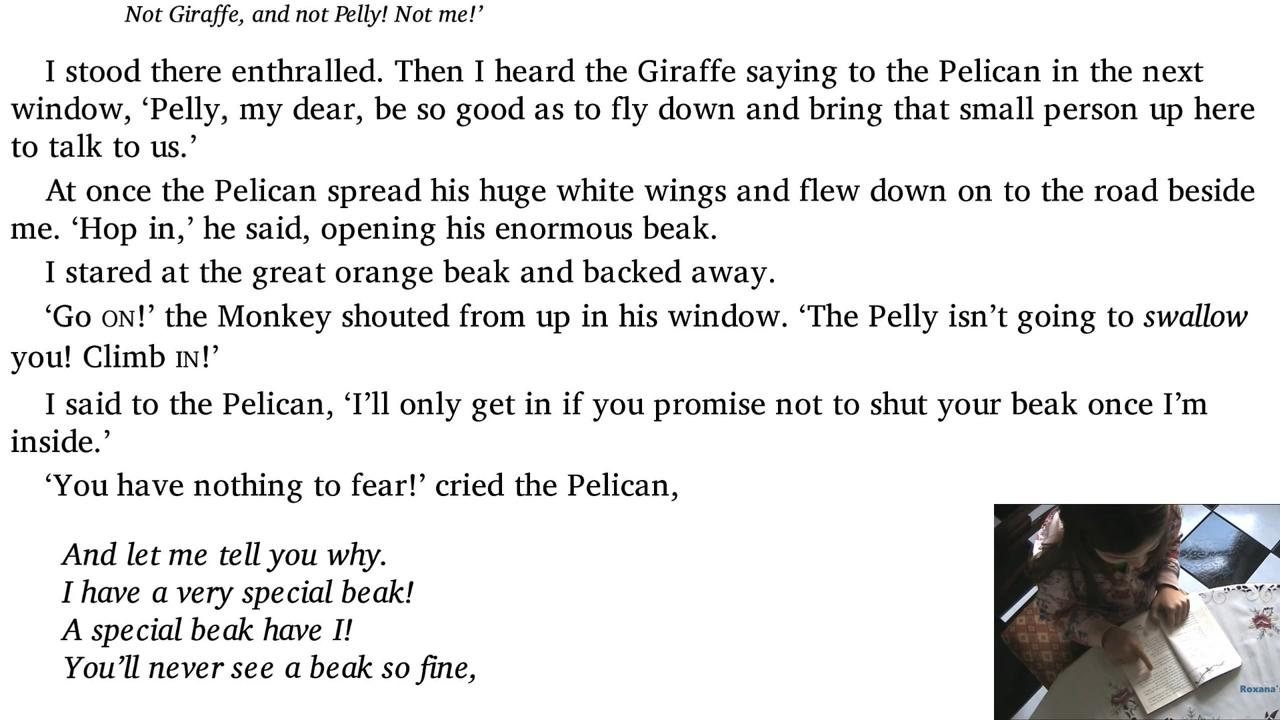 Not Giraffe, and not Pelly! Not me!’
I stood there enthralled. Then I heard the Giraffe saying to the Pelican in the next
window, ‘Pelly, my dear, be so good as to fly down and bring that small person up here
to talk to us.’
At once the Pelican spread his huge white wings and flew down on to the road beside
me. ‘Hop in,’ he said, opening his enormous beak.
I stared at the great orange beak and backed away.
‘Go ON!’ the Monkey shouted from up in his window. ‘The Pelly isn’t going to swallow
you! Climb IN!’
I said to the Pelican, ‘I’ll only get in if you promise not to shut your beak once I’m
inside.’
‘You have nothing to fear!’ cried the Pelican,
And let me tell you why.
I have a very special beak!
A special beak have I!
You’ll never see a beak so fine,
Roxana's